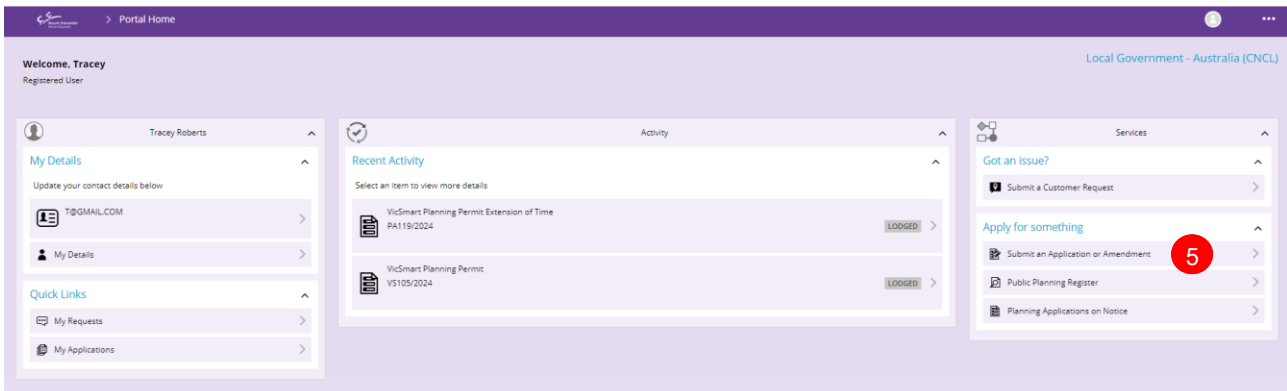 Mount Alexander
> Portal Home
•••
Welcome, Tracey
Registered User
Local Government - Australia (CNCL)
Tracey Roberts
My Details
Update your contact details below
T@GMAIL.COM
My Details
Quick Links
My Requests
My Applications
Activity
Recent Activity
Select an item to view more details
VicSmart Planning Permit Extension of Time
PA119/2024
LODGED
VicSmart Planning Permit
VS105/2024
LODGED
Services
Got an issue?
Submit a Customer Request
Apply for something
Submit an Application or Amendment
5
Public Planning Register
Planning Applications on Notice